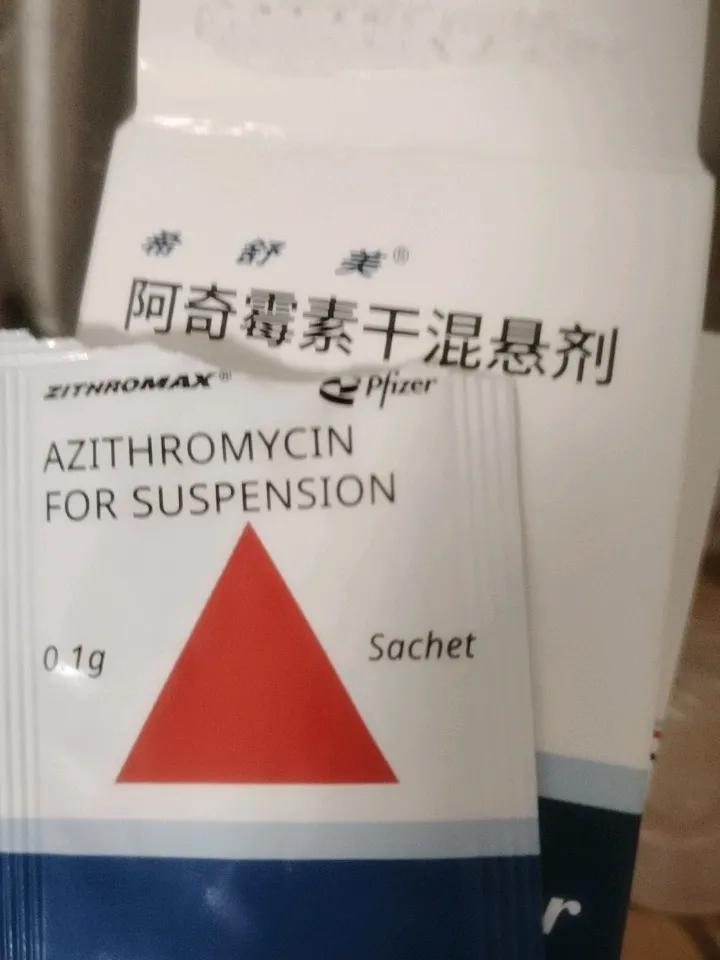 希舒美®
阿奇霉素干混悬剂
ZITHROMAX® Pfizer
AZITHROMYCIN
FOR SUSPENSION
0.1g Sachet
r